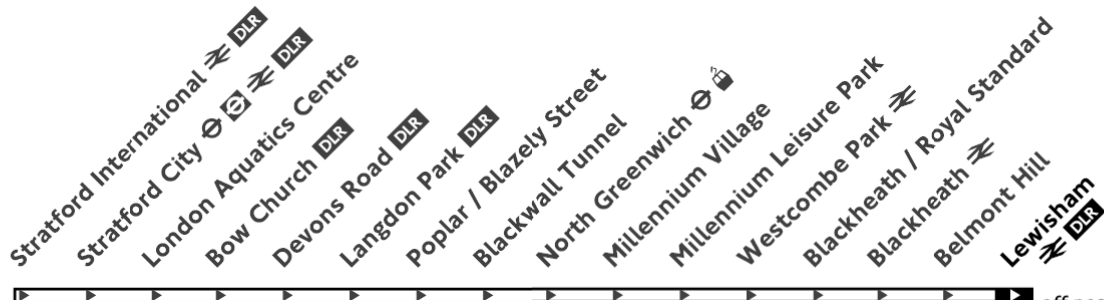 Stratford International DLR
Stratford City DLR
London Aquatics Centre
Bow Church DLR
Devons Road DLR
Langdon Park DLR
Poplar / Blazely Street
Blackwall Tunnel
North Greenwich
Millennium Village
Millennium Leisure Park
Westcombe Park
Blackheath / Royal Standard
Blackheath
Belmont Hill
Lewisham
DLR